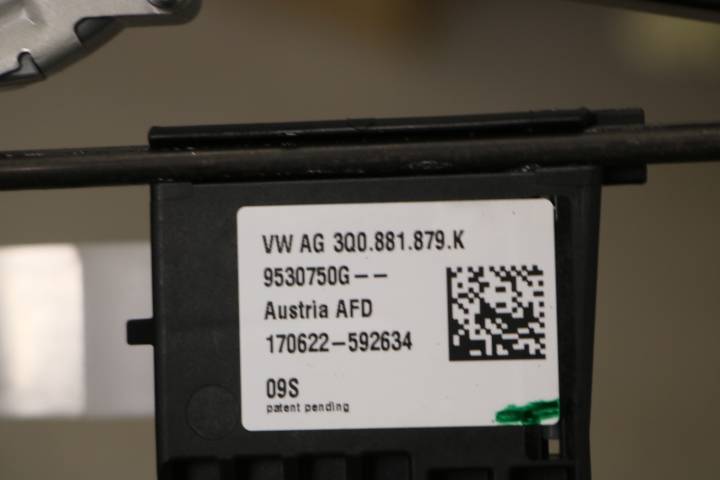 VW AG 3Q0.881.879.K
9530750G--
Austria AFD
170622-592634
09S
patent pending